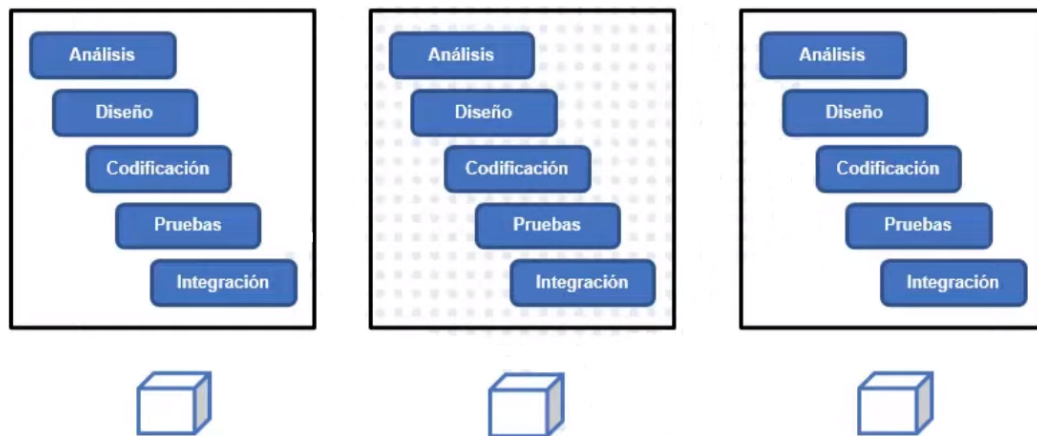 Análisis
Diseño
Codificación
Pruebas
Integración
Análisis
Diseño
Codificación
Pruebas
Integración
Análisis
Diseño
Codificación
Pruebas
Integración